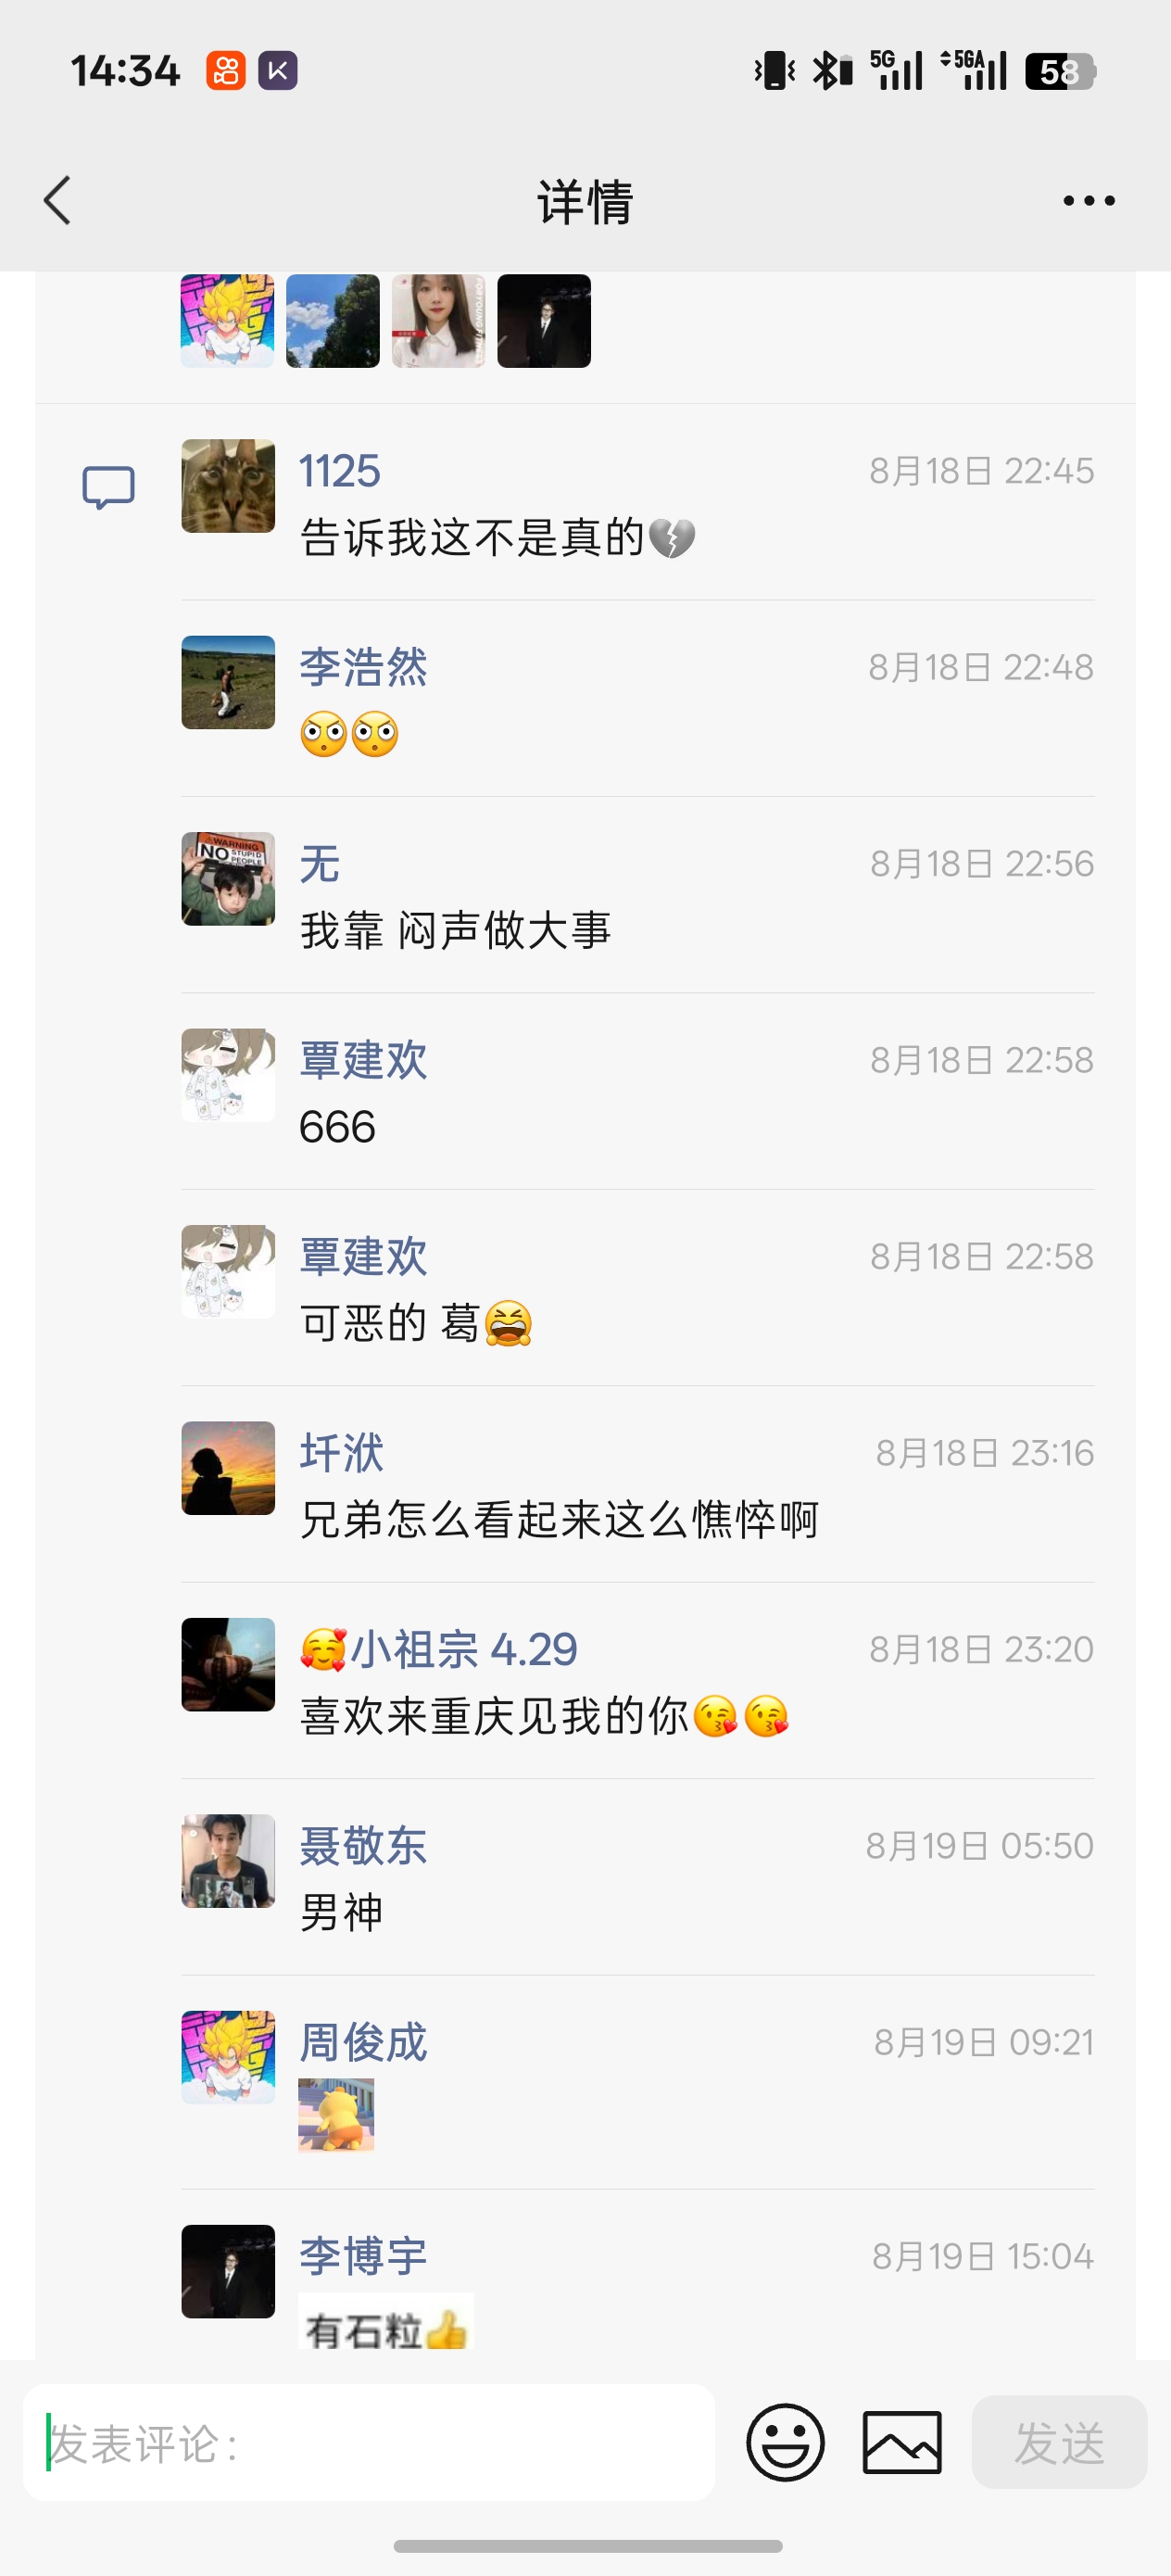 14:34
5G
5GA
58
详情
1125
8月18日 22:45
告诉我这不是真的💔
李浩然
8月18日 22:48
WARNING
NO STUPID PEOPLE
无
8月18日 22:56
我靠 闷声做大事
覃建欢
8月18日 22:58
666
覃建欢
8月18日 22:58
可恶的 葛
圩洑
8月18日 23:16
兄弟怎么看起来这么憔悴啊
🥰小祖宗 4.29
8月18日 23:20
喜欢来重庆见我的你😘😘
聂敬东
8月19日 05:50
男神
周俊成
8月19日 09:21
李博宇
8月19日 15:04
有石粒👍
发表评论：
发送